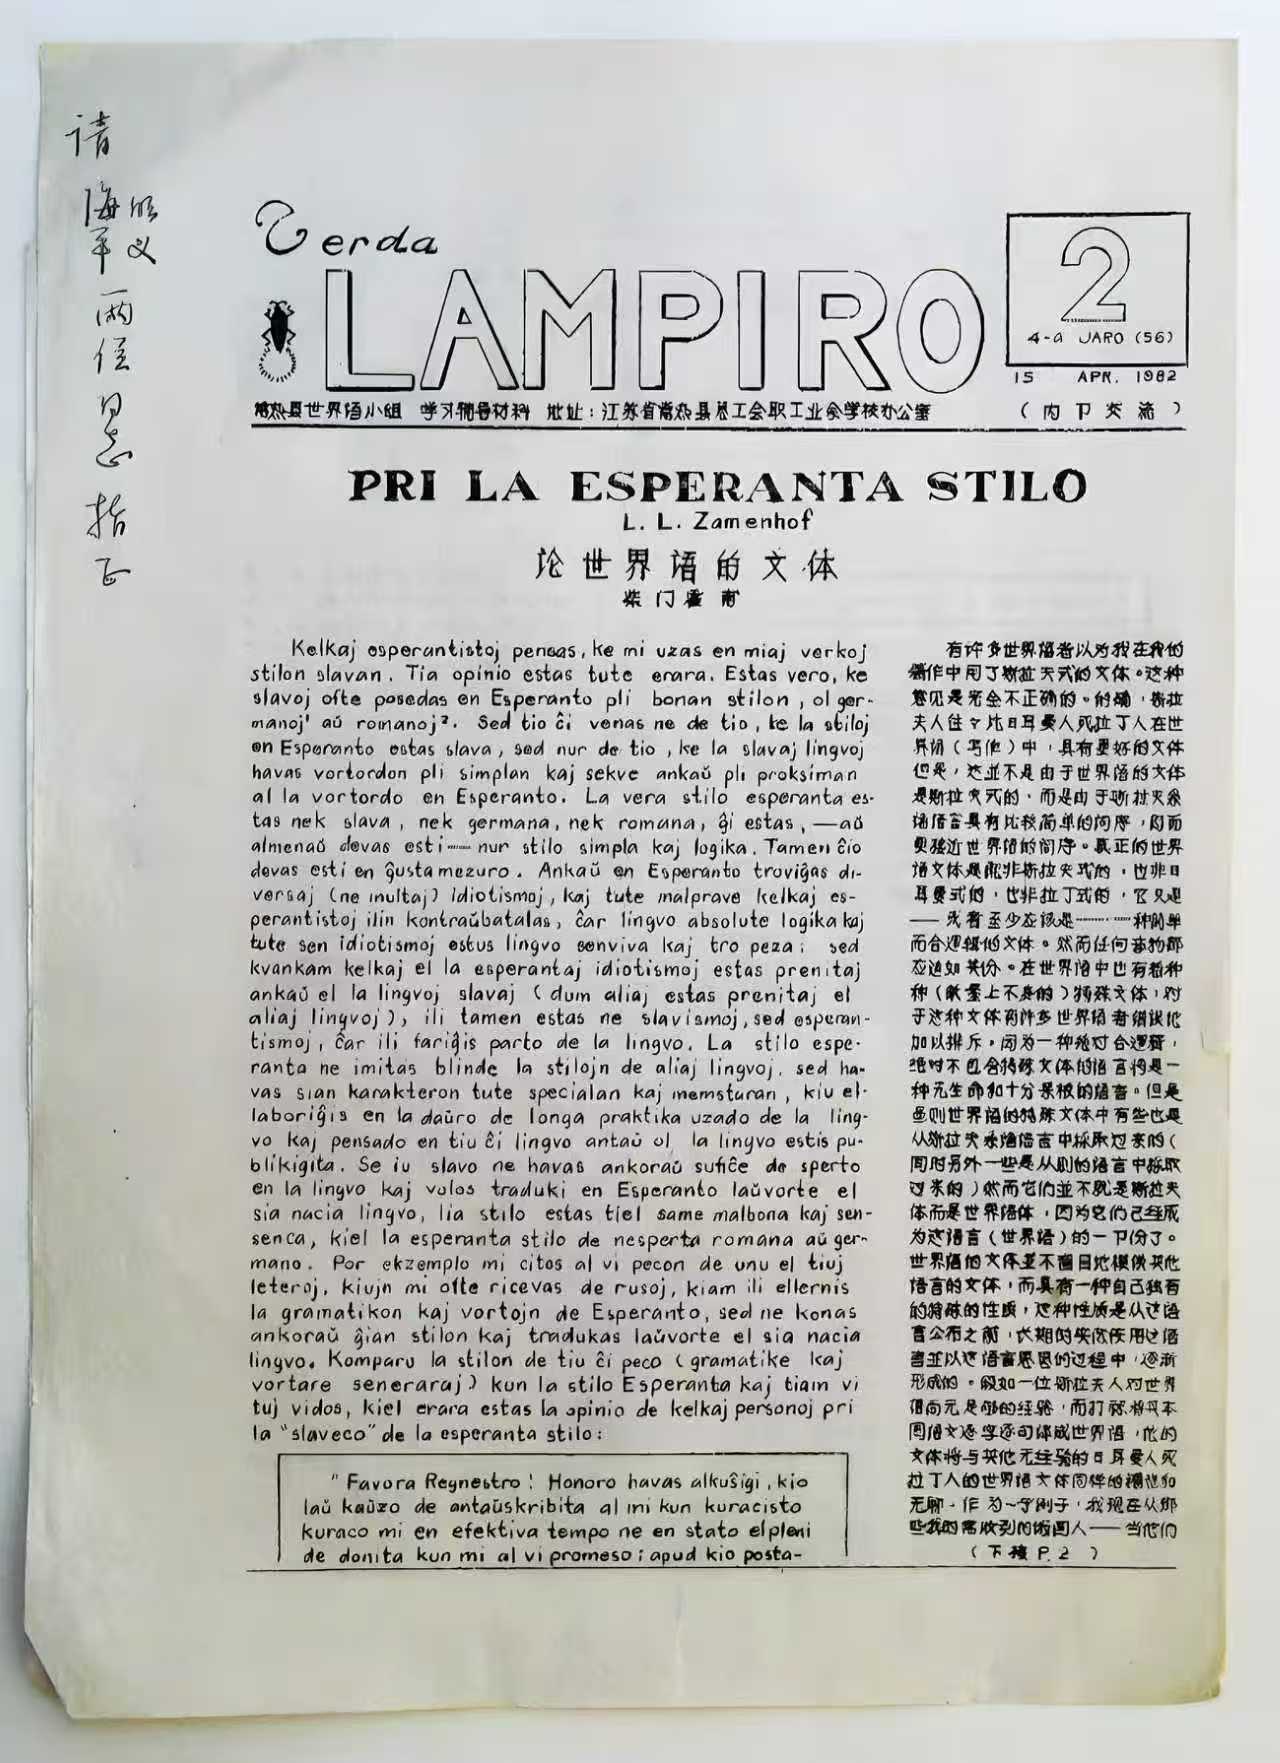 请
海平
两位同志指正
Verda
LAMPIRO
2
4-a JARO (56)
15 APR. 1982
常熟县世界语小组 学习辅导材料 地址：江苏省常熟县总工会职工业余学校办公室
（内卩交流）
PRI LA ESPERANTA STILO
L. L. Zamenhof
论世界语的文体
柴门霍甫
Kelkaj esperantistoj pensas, ke mi uzas en miaj verkoj
stilon slavan. Tia opinio estas tute erara. Estas vero, ke
slavoj ofte posedas en Esperanto pli bonan stilon, ol ger-
manoj¹ aŭ romanoj². Sed tio ĉi venas ne de tio, ke la stiloj
en Esperanto estas slava, sed nur de tio, ke la slavaj lingvoj
havas vortordon pli simplan kaj sekve ankaŭ pli proksiman
al la vortordo en Esperanto. La vera stilo esperanta es-
tas nek slava, nek germana, nek romana, ĝi estas, — aŭ
almenaŭ devas esti — nur stilo simpla kaj logika. Tamen ĉio
devas esti en ĝusta mezuro. Ankaŭ en Esperanto troviĝas di-
versaj (ne multaj) idiotismoj, kaj tute malprave kelkaj es-
perantistoj ilin kontraŭbatalas, ĉar lingvo absolute logika kaj
tute sen idiotismoj estus lingvo senviva kaj tro peza; sed
kvankam kelkaj el la esperantaj idiotismoj estas prenitaj
ankaŭ el la lingvoj slavaj (dum aliaj estas prenitaj el
aliaj lingvoj), ili tamen estas ne slavismoj, sed esperan-
tismoj, ĉar ili fariĝis parto de la lingvo. La stilo espe-
ranta ne imitas blinde la stilojn de aliaj lingvoj, sed ha-
vas sian karakteron tute specialan kaj memstaran, kiu el-
laboriĝis en la daŭro de longa praktika uzado de la ling-
vo kaj pensado en tiu ĉi lingvo antaŭ ol la lingvo estis pu-
blikigita. Se iu slavo ne havas ankoraŭ sufiĉe de sperto
en la lingvo kaj volos traduki en Esperanto laŭvorte el
sia nacia lingvo, lia stilo estas tiel same malbona kaj sen-
senca, kiel la esperanta stilo de nesperta romana aŭ ger-
mano. Por ekzemplo mi citos al vi pecon de unu el tiuj
leteroj, kiujn mi ofte ricevas de rusoj, kiam ili ellernis
la gramatikon kaj vortojn de Esperanto, sed ne konas
ankoraŭ ĝian stilon kaj tradukas laŭvorte el sia nacia
lingvo. Komparu la stilon de tiu ĉi peco (gramatike kaj
vortare seneraraj) kun la stilo Esperanta kaj tiam vi
tuj vidos, kiel erara estas la opinio de kelkaj personoj pri
la "slaveco" de la esperanta stilo:
"Favora Regnestro! Honoro havas alkuŝigi, kio
laŭ kaŭzo de antaŭskribita al mi kun kuracisto
kuraco mi en efektiva tempo ne en stato elpleni
de donita kun mi al vi promeso; apud kio posta-
有许多世界语者以为我在我的
著作中用了斯拉夫式的文体。这种
意见是完全不正确的。的确，斯拉
夫人往々比日耳曼人或拉丁人在世
界语（写作）中，具有更好的文体
但是，这並不是由于世界语的文体
是斯拉夫式的，而是由于斯拉夫系
诸语言具有比较简单的词序，因而
更接近世界语的词序。真正的世界
语文体是既非斯拉夫式的，也非日
耳曼式的，也非拉丁式的，它只是
——或者至少应该是——一种简单
而合逻辑的文体。然而任何事物都
应适如其份。在世界语中也有着种
种（数量上不多的）特殊文体，对
于这种文体有许多世界语者错误地
加以排斥。因为一种绝对合逻辑，
绝对不包含特殊文体的语言将是一
种无生命和十分累赘的语言。但是
虽则世界语的特殊文体中有些也是
从斯拉夫系诸语言中採取过来的（
同时另外一些是从别的语言中採取
过来的）然而它们並不就是斯拉夫
体而是世界语体，因为它们已经成
为这语言（世界语）的一卩份了。
世界语的文体並不盲目地模仿其他
语言的文体，而具有一种自己独有
的特殊的性质，这种性质是从这语
言公布之前，长期的实际使用这语
言並以这语言思考的过程中，逐渐
形成的。假如一位斯拉夫人对世界
语尚无足够的经验，而打算将其本
国语文逐字逐句译成世界语，他的
文体将与其他无经验的日耳曼人或
拉丁人的世界语文体同样的糟糕和
无聊。作为一个例子，我现在从那
些我时常收到的俄国人——当他们
（下接 P.2 ）